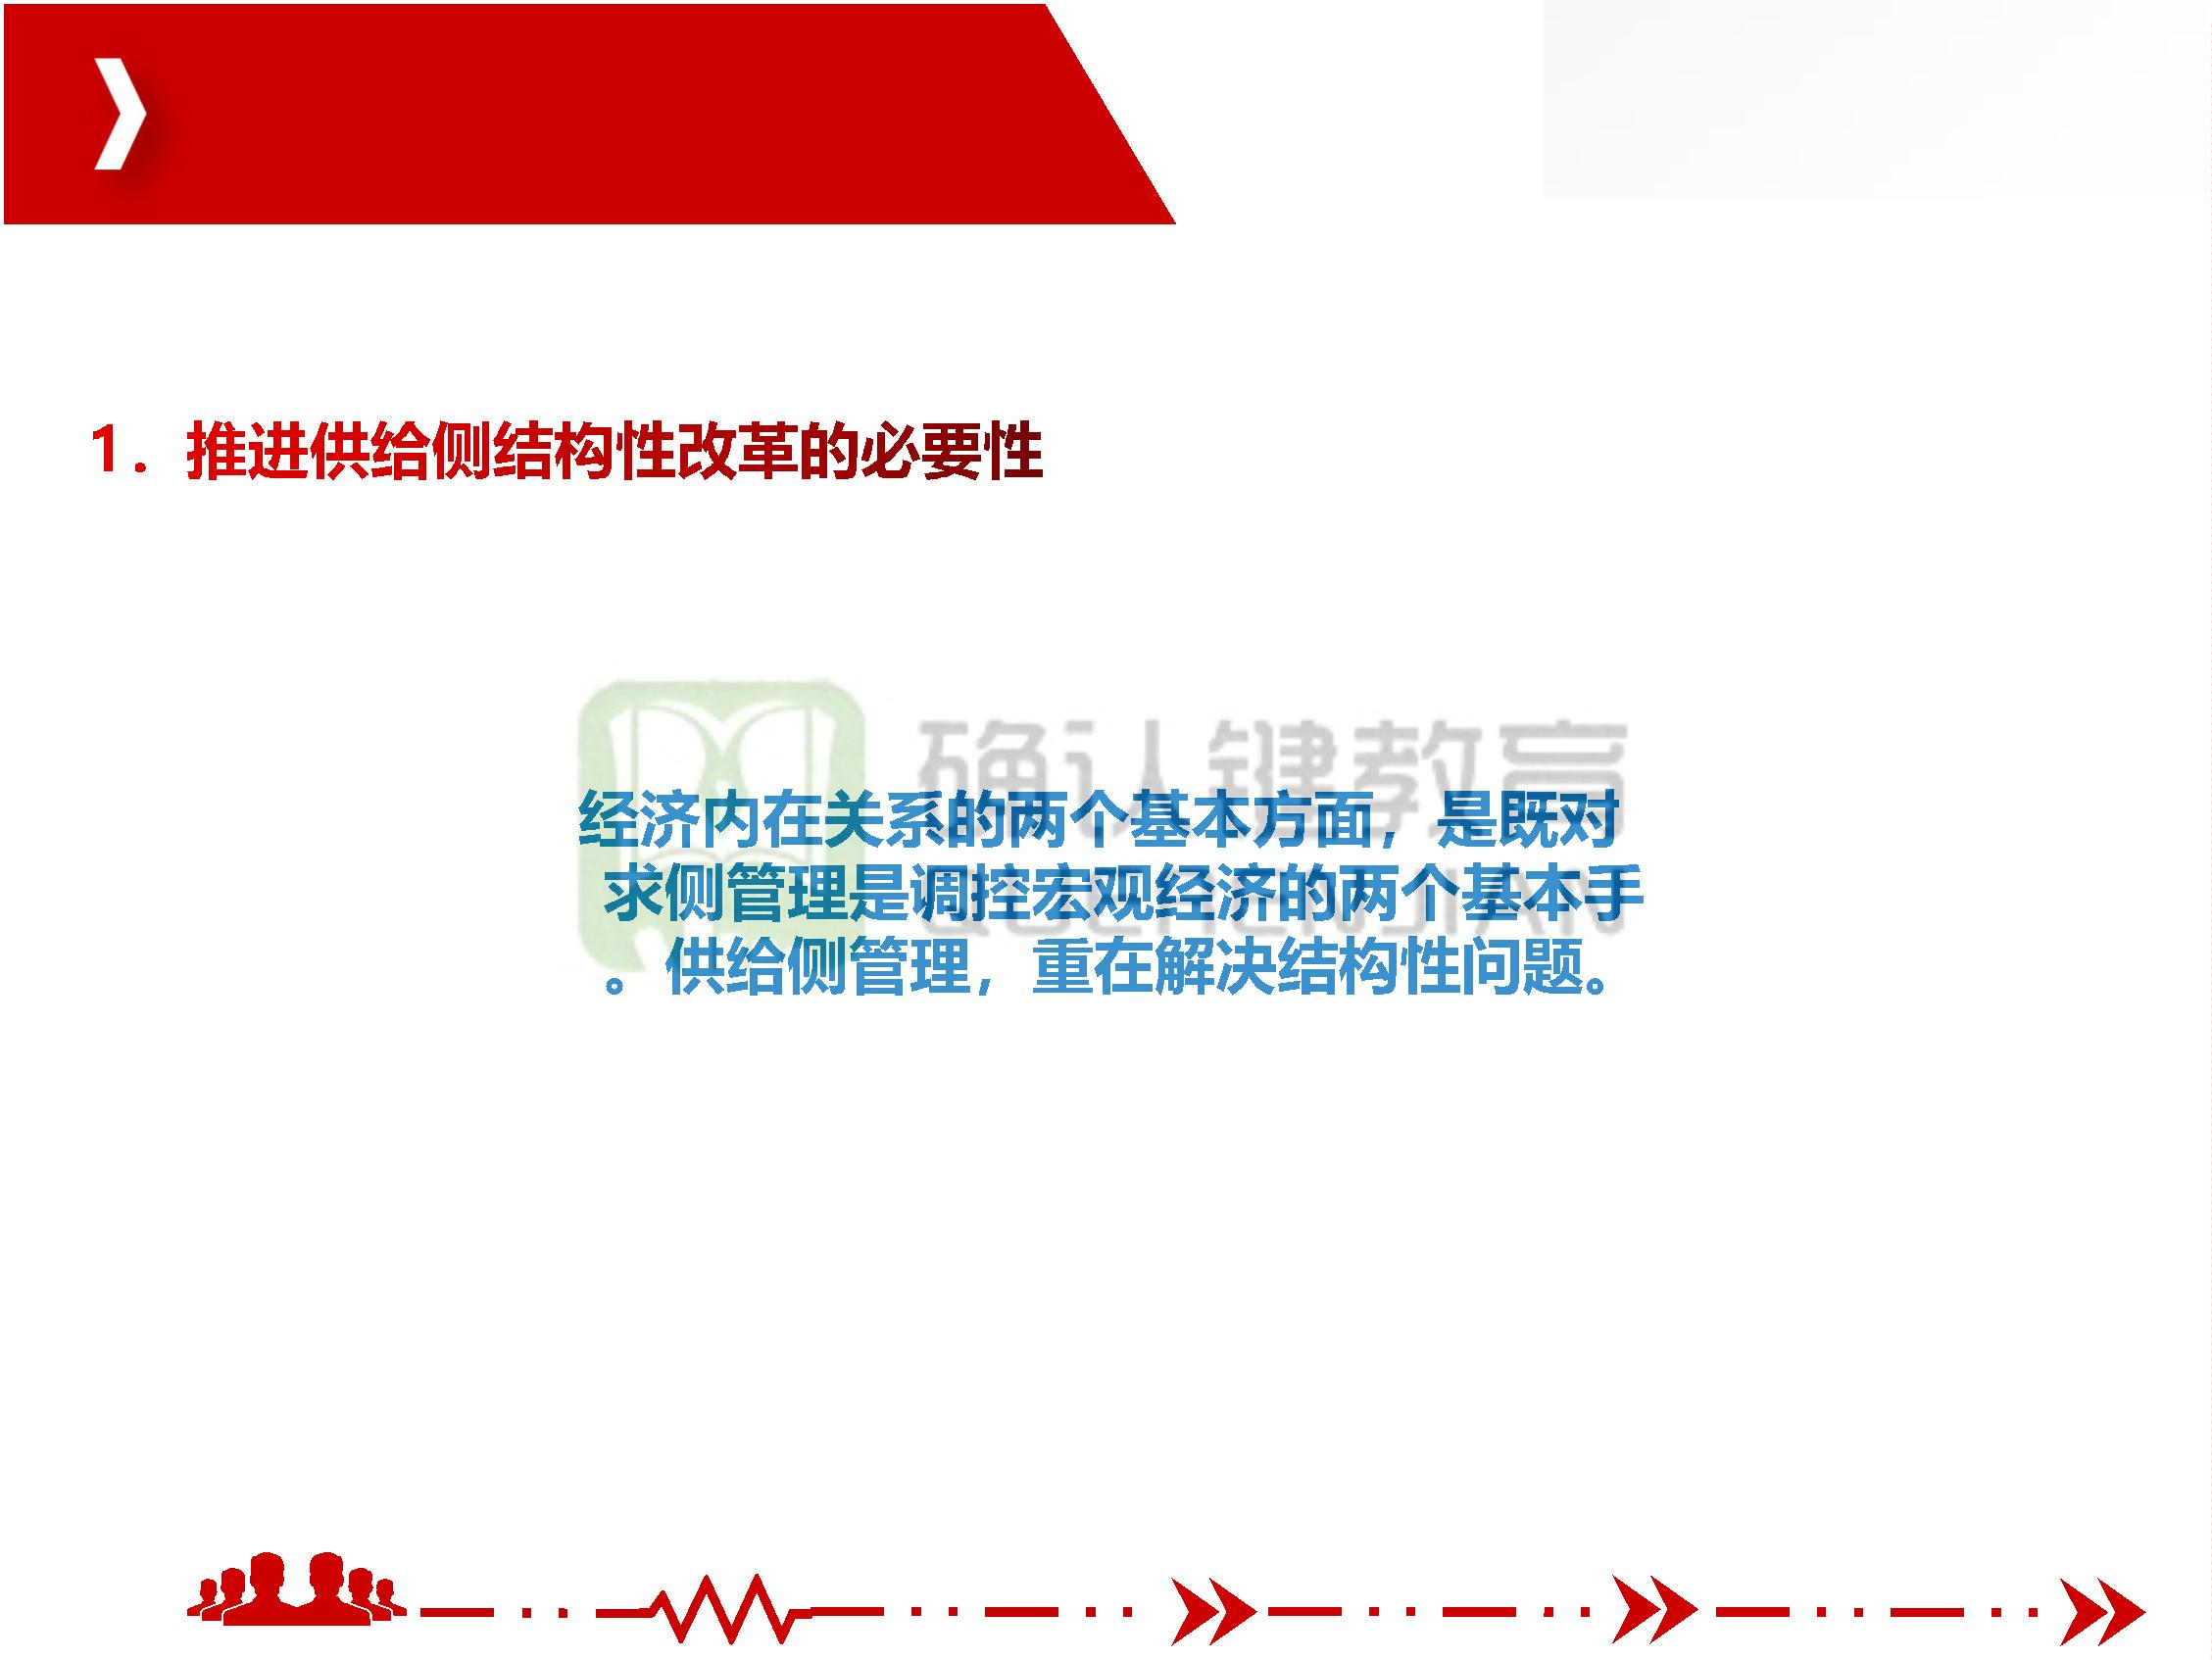 1. 推进供给侧结构性改革的必要性
确认键教育
QUERENJIAN
经济内在关系的两个基本方面，是既对
求侧管理是调控宏观经济的两个基本手
。供给侧管理，重在解决结构性问题。